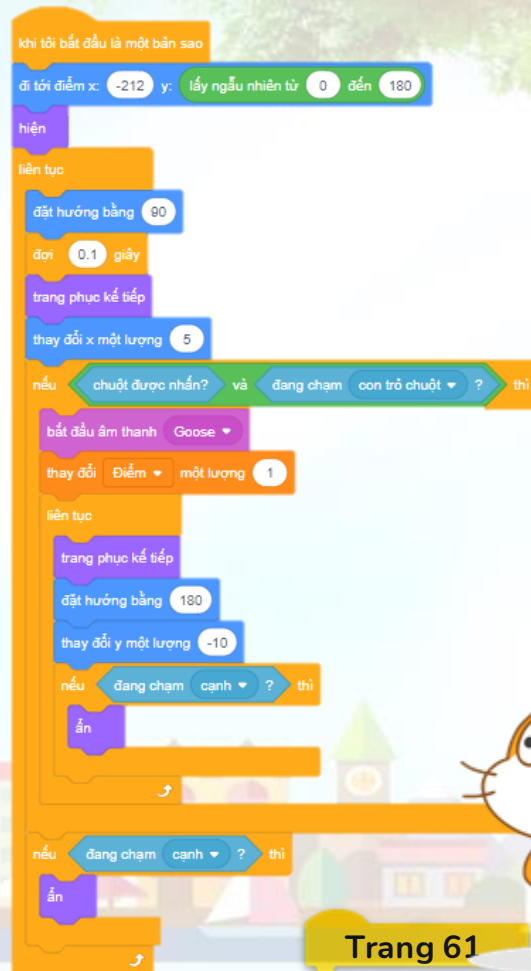 khi tôi bắt đầu là một bản sao
đi tới điểm x: -212 y: lấy ngẫu nhiên từ 0 đến 180
hiện
liên tục
đặt hướng bằng 90
đợi 0.1 giây
trang phục kế tiếp
thay đổi x một lượng 5
nếu chuột được nhấn? và đang chạm con trỏ chuột ? thì
bắt đầu âm thanh Goose
thay đổi Điểm một lượng 1
liên tục
trang phục kế tiếp
đặt hướng bằng 180
thay đổi y một lượng -10
nếu đang chạm cạnh ? thì
ẩn
nếu đang chạm cạnh ? thì
ẩn
Trang 61